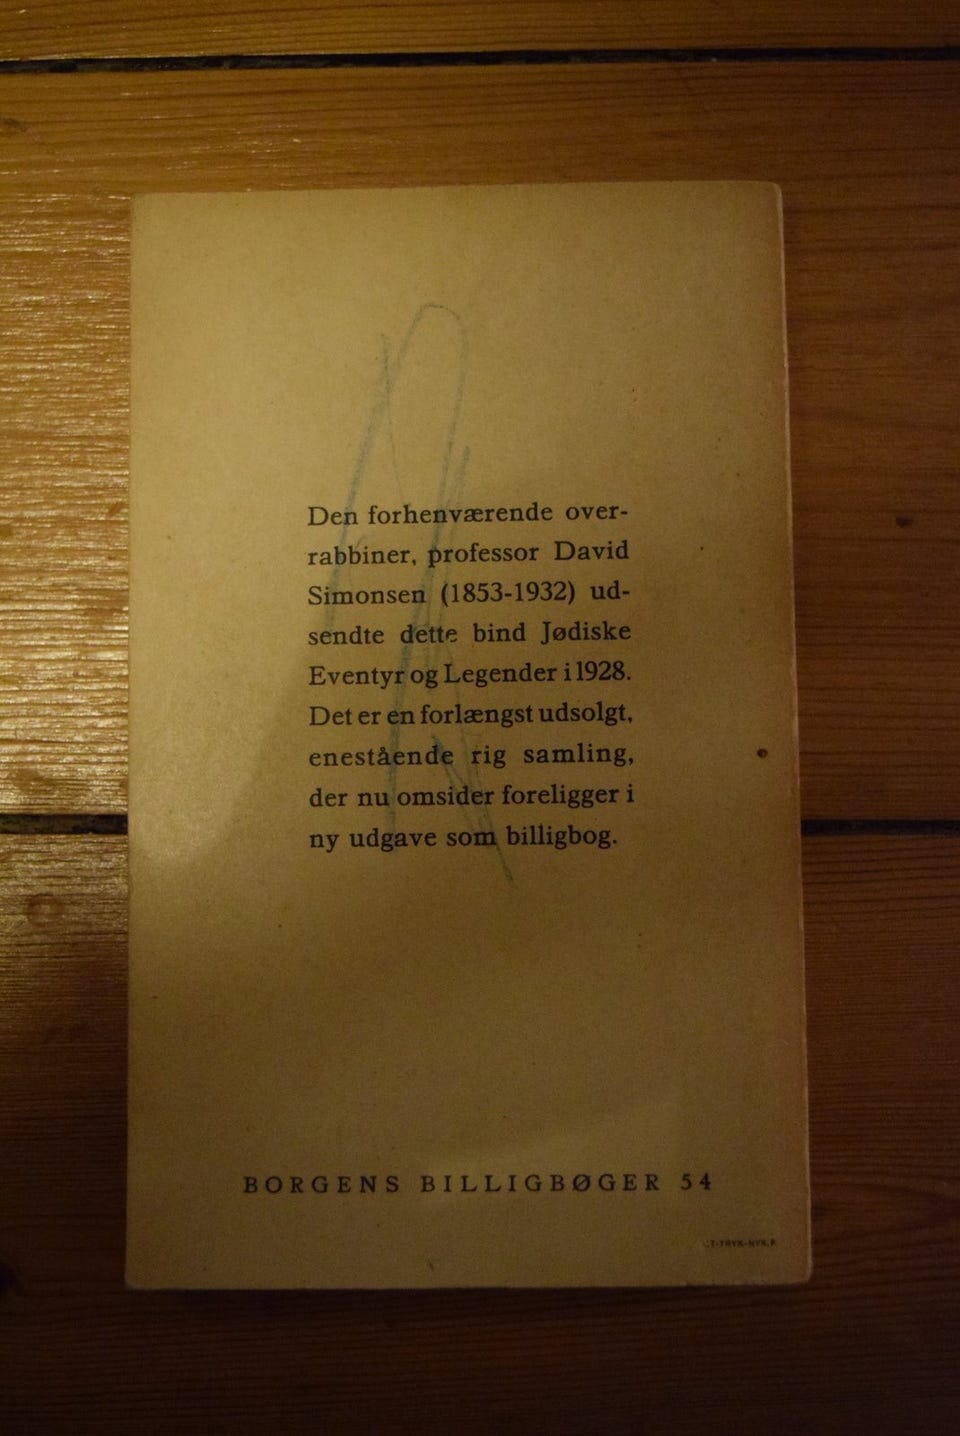 Den forhenværende over-
rabbiner, professor David
Simonsen (1853-1932) ud-
sendte dette bind Jødiske
Eventyr og Legender i 1928.
Det er en forlængst udsolgt,
enestående rig samling,
der nu omsider foreligger i
ny udgave som billigbog.
BORGENS BILLIGBØGER 54